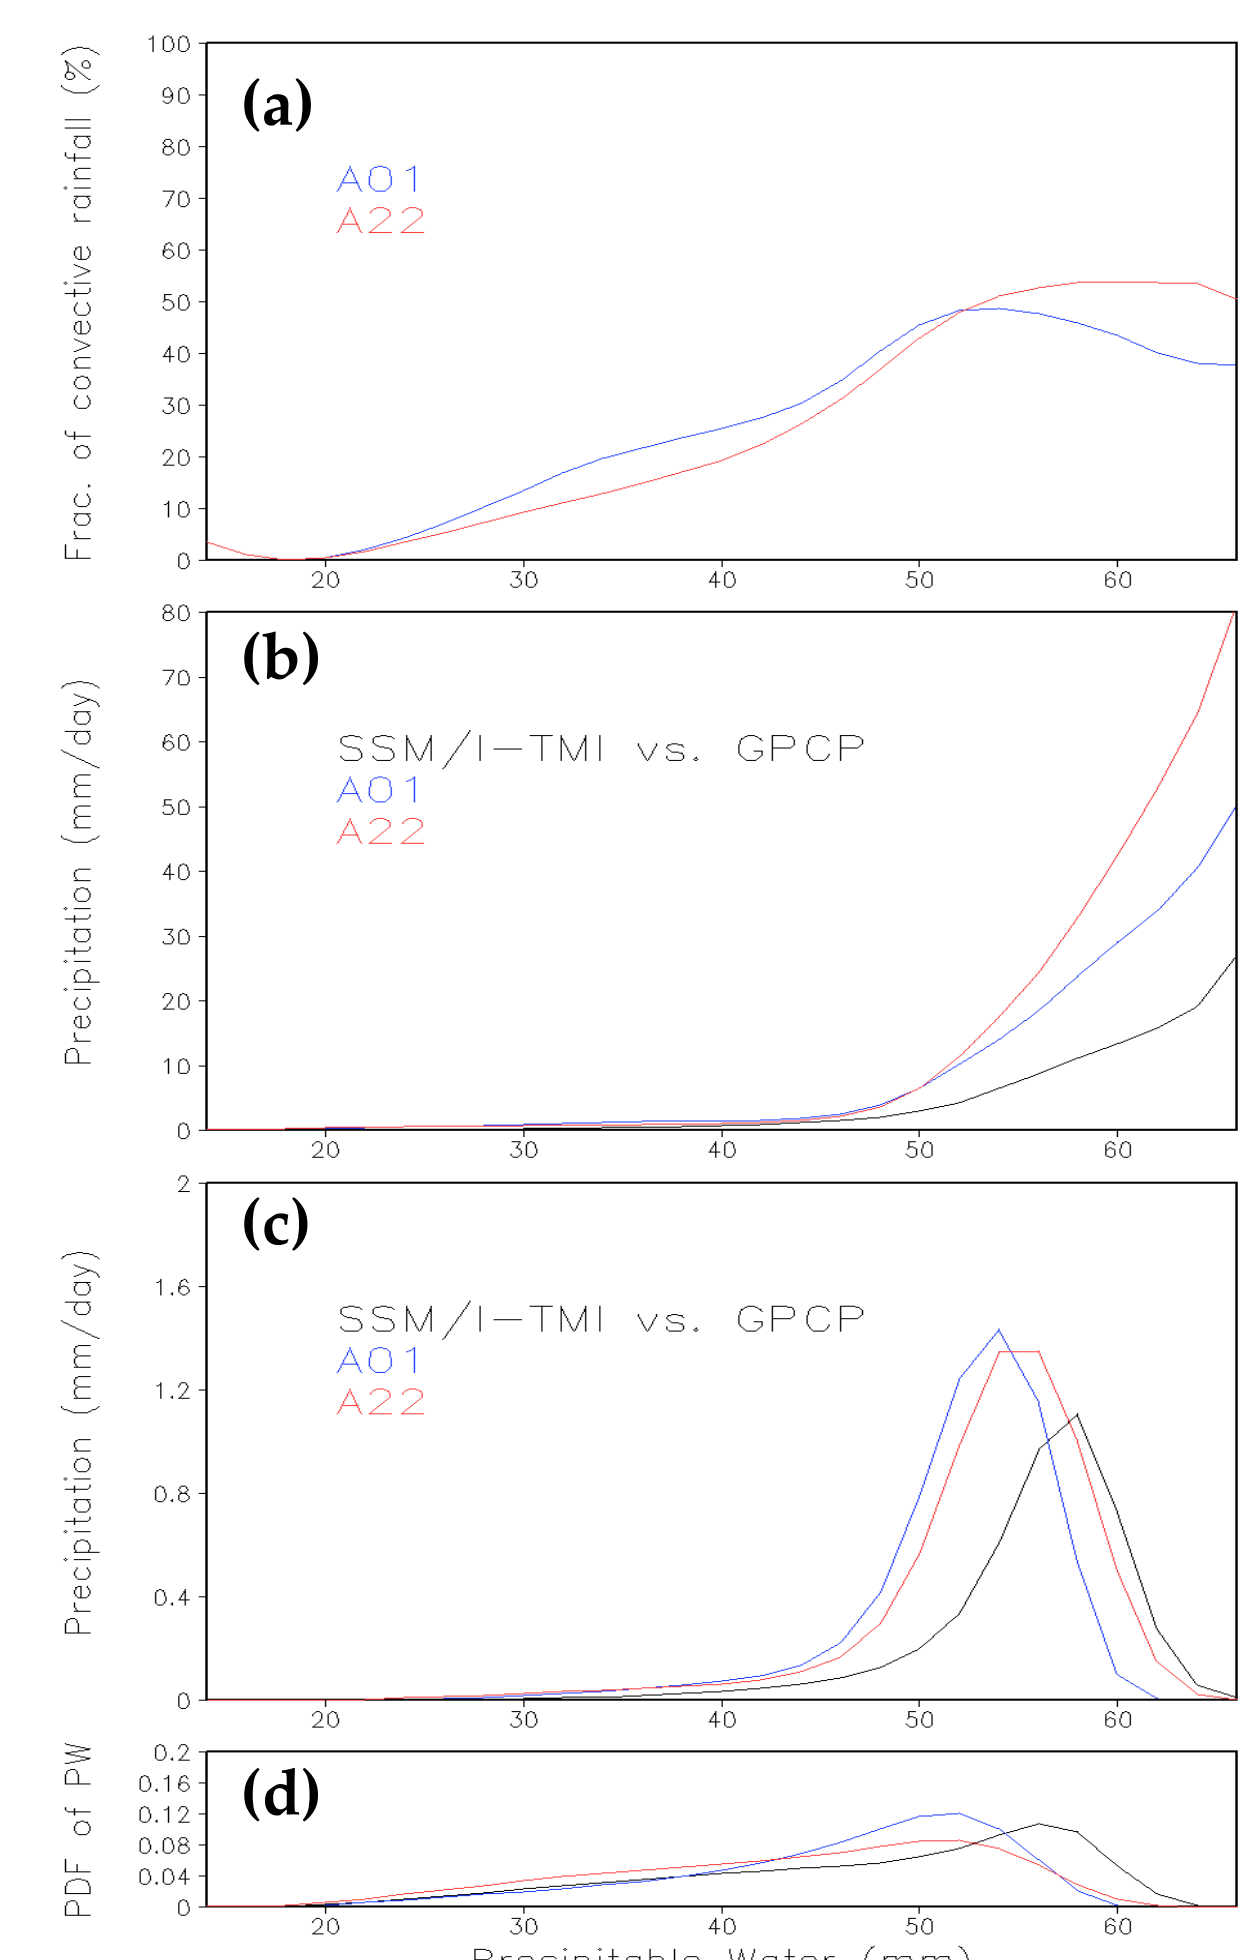 Frac. of convective rainfall (%)
100
90
80
70
60
50
40
30
20
10
0
(a)
A01
A22
20 30 40 50 60
Precipitation (mm/day)
80
70
60
50
40
30
20
10
0
(b)
SSM/I-TMI vs. GPCP
A01
A22
20 30 40 50 60
Precipitation (mm/day)
2
1.6
1.2
0.8
0.4
0
(c)
SSM/I-TMI vs. GPCP
A01
A22
20 30 40 50 60
PDF of PW
0.2
0.16
0.12
0.08
0.04
0
(d)
20 30 40 50 60
Precipitable Water (mm)